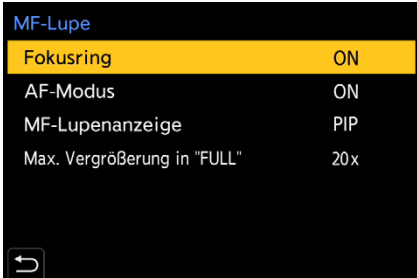 MF-Lupe
Fokusring ON
AF-Modus ON
MF-Lupenanzeige PIP
Max. Vergrößerung in "FULL" 20x